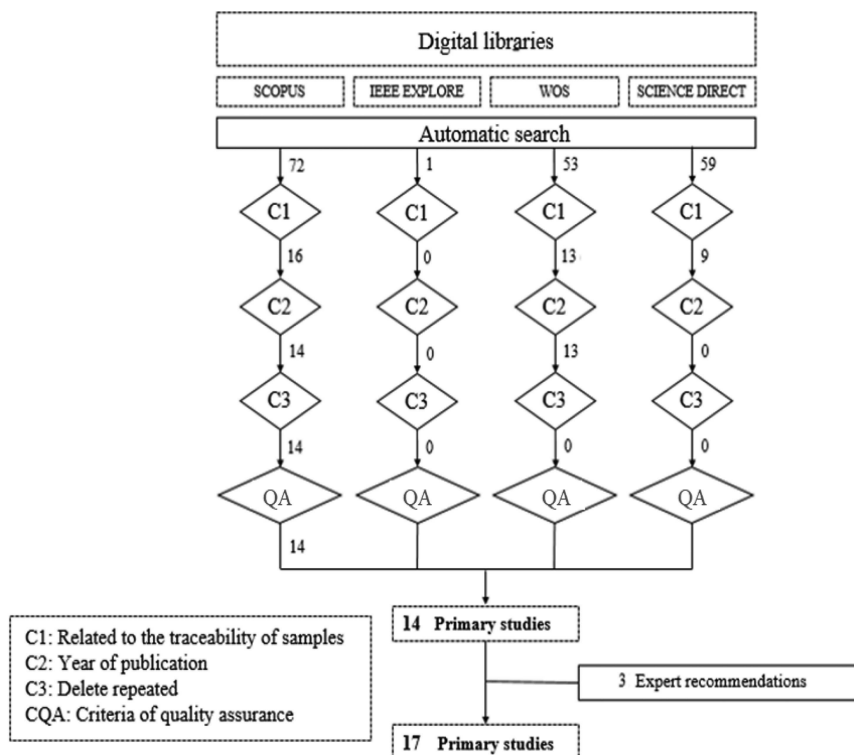 Digital libraries
SCOPUS IEEE EXPLORE WOS SCIENCE DIRECT
Automatic search
72 1 53 59
C1 C1 C1 C1
16 0 13 9
C2 C2 C2 C2
14 0 13 0
C3 C3 C3 C3
14 0 0 0
QA QA QA QA
14
14 Primary studies
C1: Related to the traceability of samples
C2: Year of publication
C3: Delete repeated
CQA: Criteria of quality assurance
3 Expert recommendations
17 Primary studies